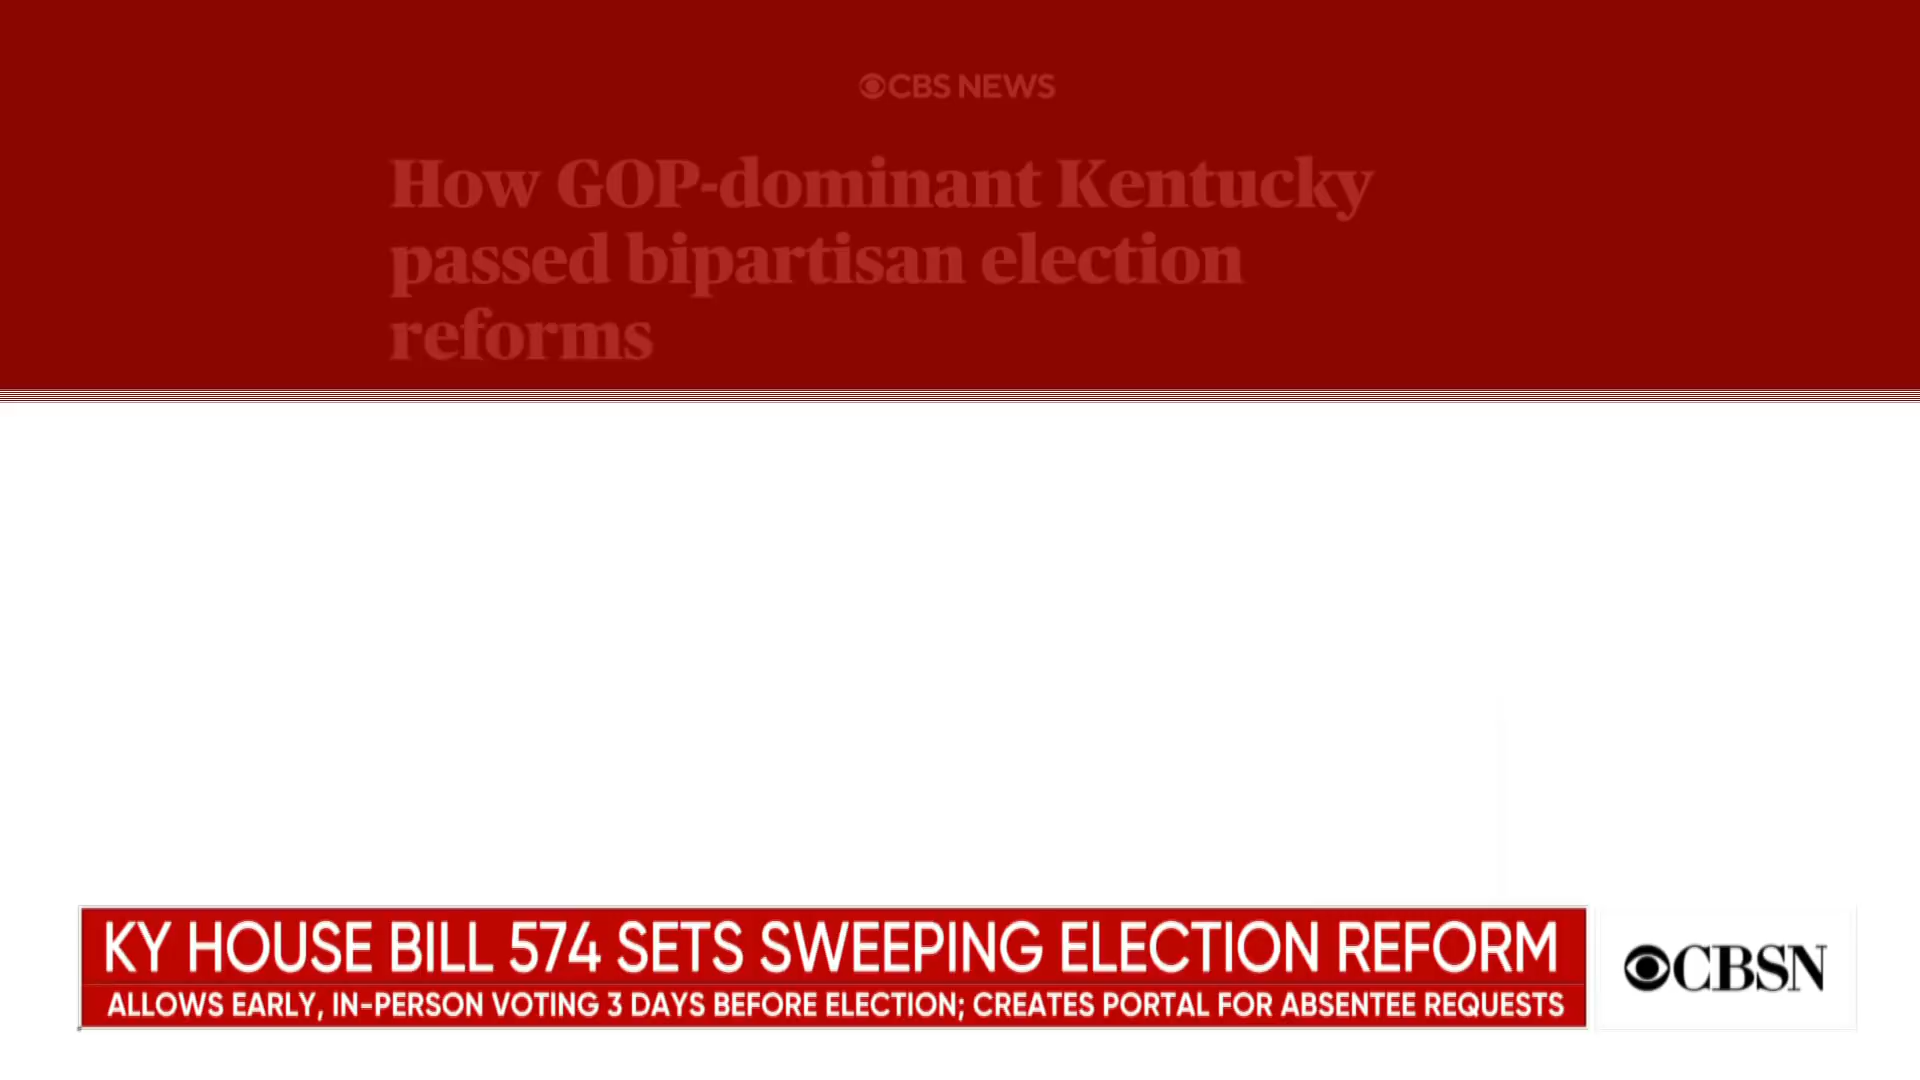 CBS NEWS
How GOP-dominant Kentucky
passed bipartisan election
reforms
KY HOUSE BILL 574 SETS SWEEPING ELECTION REFORM
ALLOWS EARLY, IN-PERSON VOTING 3 DAYS BEFORE ELECTION; CREATES PORTAL FOR ABSENTEE REQUESTS
CBSN